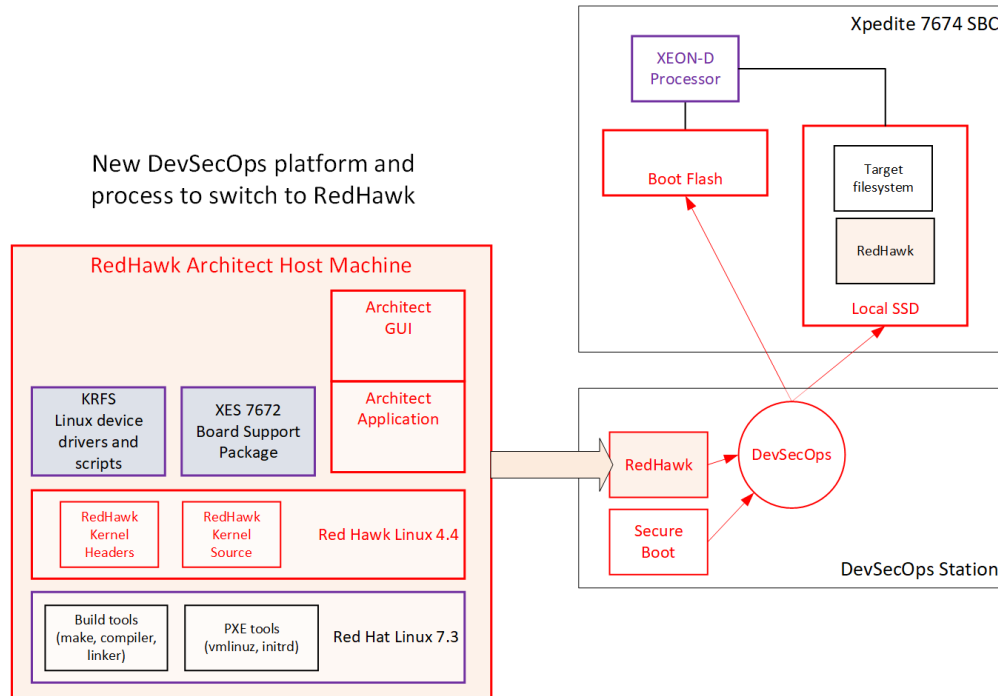 Xpedite 7674 SBC
XEON-D
Processor
Boot Flash
Target
filesystem
RedHawk
Local SSD
New DevSecOps platform and
process to switch to RedHawk
RedHawk Architect Host Machine
Architect
GUI
Architect
Application
KRFS
Linux device
drivers and
scripts
XES 7672
Board Support
Package
RedHawk
Kernel
Headers
RedHawk
Kernel
Source
Red Hawk Linux 4.4
Build tools
(make, compiler,
linker)
PXE tools
(vmlinuz, initrd)
Red Hat Linux 7.3
RedHawk
DevSecOps
Secure
Boot
DevSecOps Station